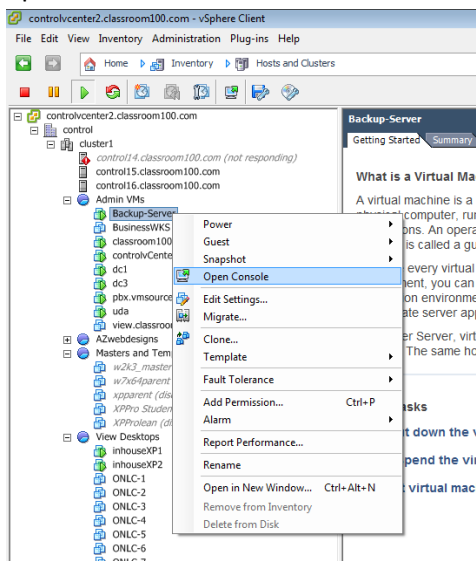 controlvcenter2.classroom100.com - vSphere Client
File Edit View Inventory Administration Plug-ins Help
Home Inventory Hosts and Clusters
controlvcenter2.classroom100.com
control
cluster1
control14.classroom100.com (not responding)
control15.classroom100.com
control16.classroom100.com
Admin VMs
Backup-Server
BusinessWKS
classroom100
controlvCente
dc1
dc3
pbx.vmsource
uda
view.classroo
AZwebdesigns
Masters and Tem
w2k3_master
w7x64parent
xpparent (dis
XPPro Studen
XPProlean (di
View Desktops
inhouseXP1
inhouseXP2
ONLC-1
ONLC-2
ONLC-3
ONLC-4
ONLC-5
ONLC-6
ONLC-7
Power
Guest
Snapshot
Open Console
Edit Settings...
Migrate...
Clone...
Template
Fault Tolerance
Add Permission... Ctrl+P
Alarm
Report Performance...
Rename
Open in New Window... Ctrl+Alt+N
Remove from Inventory
Delete from Disk
Backup-Server
Getting Started Summary
What is a Virtual Ma
A virtual machine is a
physical computer, run
ons. An opera
is called a gu
every virtual
ent, you can
on environme
ate server app
er Server, virt
The same ho
asks
t down the v
pend the vir
virtual mac